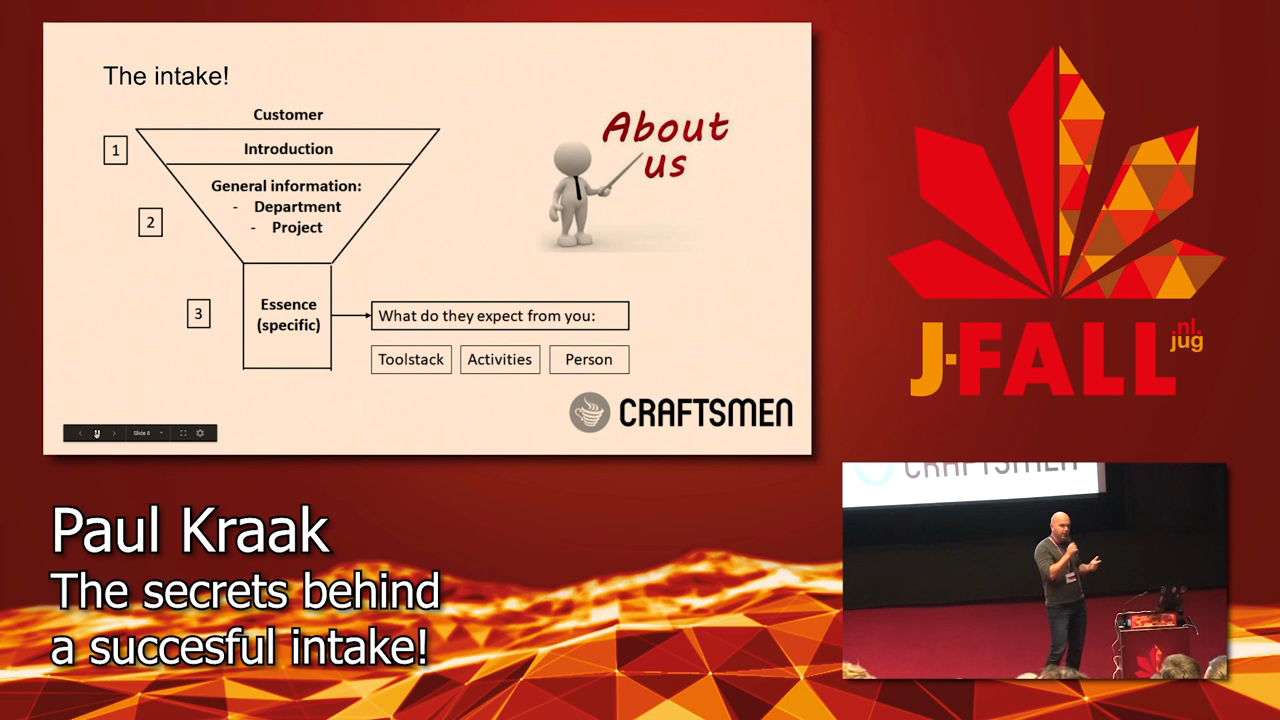 The intake!
Customer
1
Introduction
General information:
- Department
- Project
2
3
Essence
(specific)
What do they expect from you:
Toolstack
Activities
Person
About
us
CRAFTSMEN
Slide 8
J-FALL
.nl.
jug
CRAFTSMEN
Paul Kraak
The secrets behind
a succesful intake!